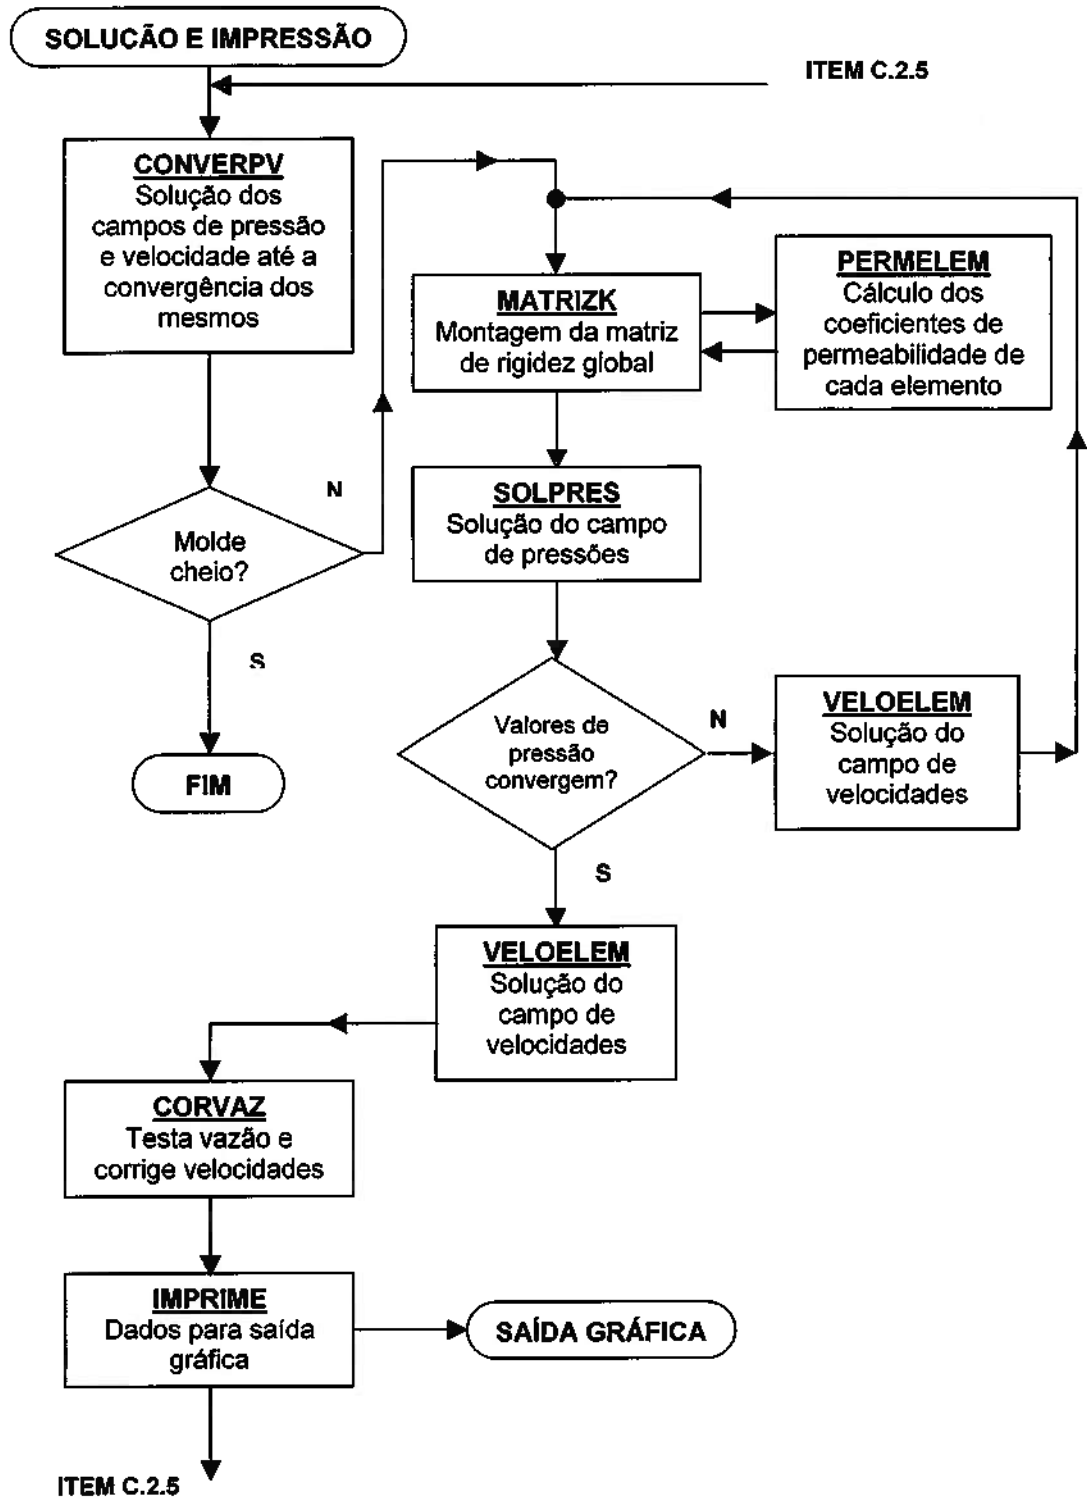 SOLUCÃO E IMPRESSÃO
ITEM C.2.5
CONVERPV
Solução dos
campos de pressão
e velocidade até a
convergência dos
mesmos
PERMELEM
Cálculo dos
coeficientes de
permeabilidade de
cada elemento
MATRIZK
Montagem da matriz
de rigidez global
N
SOLPRES
Solução do campo
de pressões
Molde
cheio?
S
FIM
Valores de
pressão
convergem?
N
VELOELEM
Solução do
campo de
velocidades
S
VELOELEM
Solução do
campo de
velocidades
CORVAZ
Testa vazão e
corrige velocidades
IMPRIME
Dados para saída
gráfica
SAÍDA GRÁFICA
ITEM C.2.5